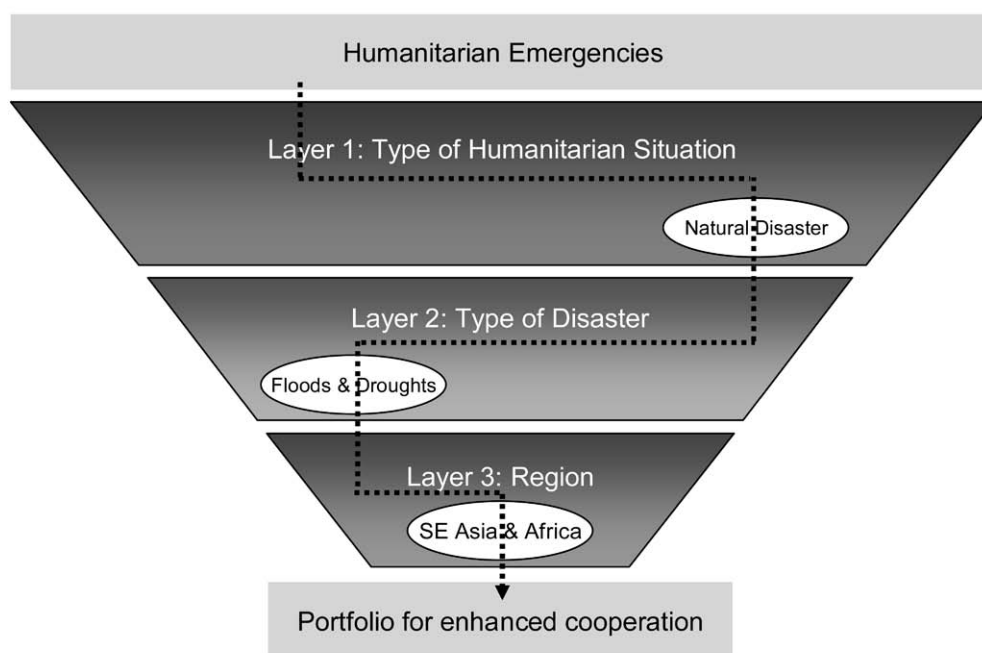 Humanitarian Emergencies
Layer 1: Type of Humanitarian Situation
Natural Disaster
Layer 2: Type of Disaster
Floods & Droughts
Layer 3: Region
SE Asia & Africa
Portfolio for enhanced cooperation